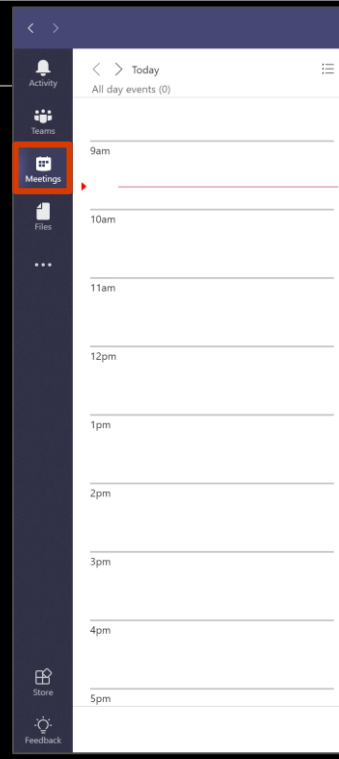 Activity
Teams
Meetings
Files
Store
Feedback
Today
All day events (0)
9am
10am
11am
12pm
1pm
2pm
3pm
4pm
5pm